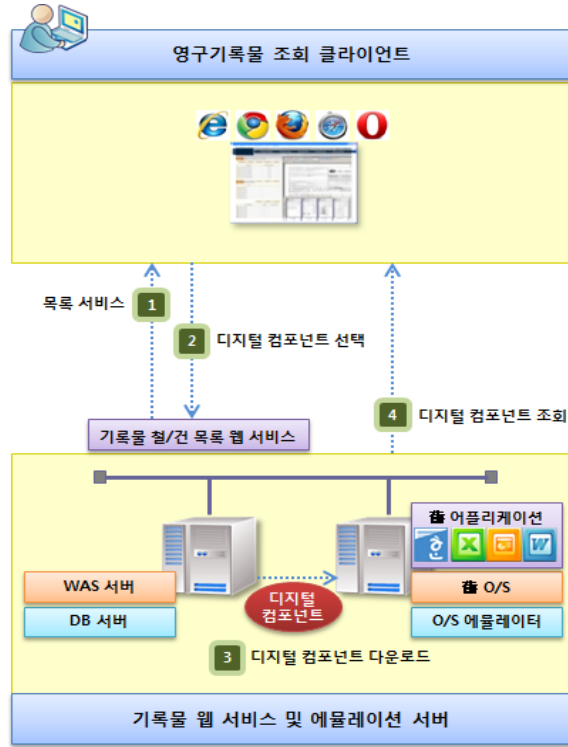 영구기록물 조회 클라이언트
목록 서비스
1
2
디지털 컴포넌트 선택
4
디지털 컴포넌트 조회
기록물 철/건 목록 웹 서비스
舊 어플리케이션
WAS 서버
DB 서버
디지털
컴포넌트
舊 O/S
O/S 에뮬레이터
3
디지털 컴포넌트 다운로드
기록물 웹 서비스 및 에뮬레이션 서버